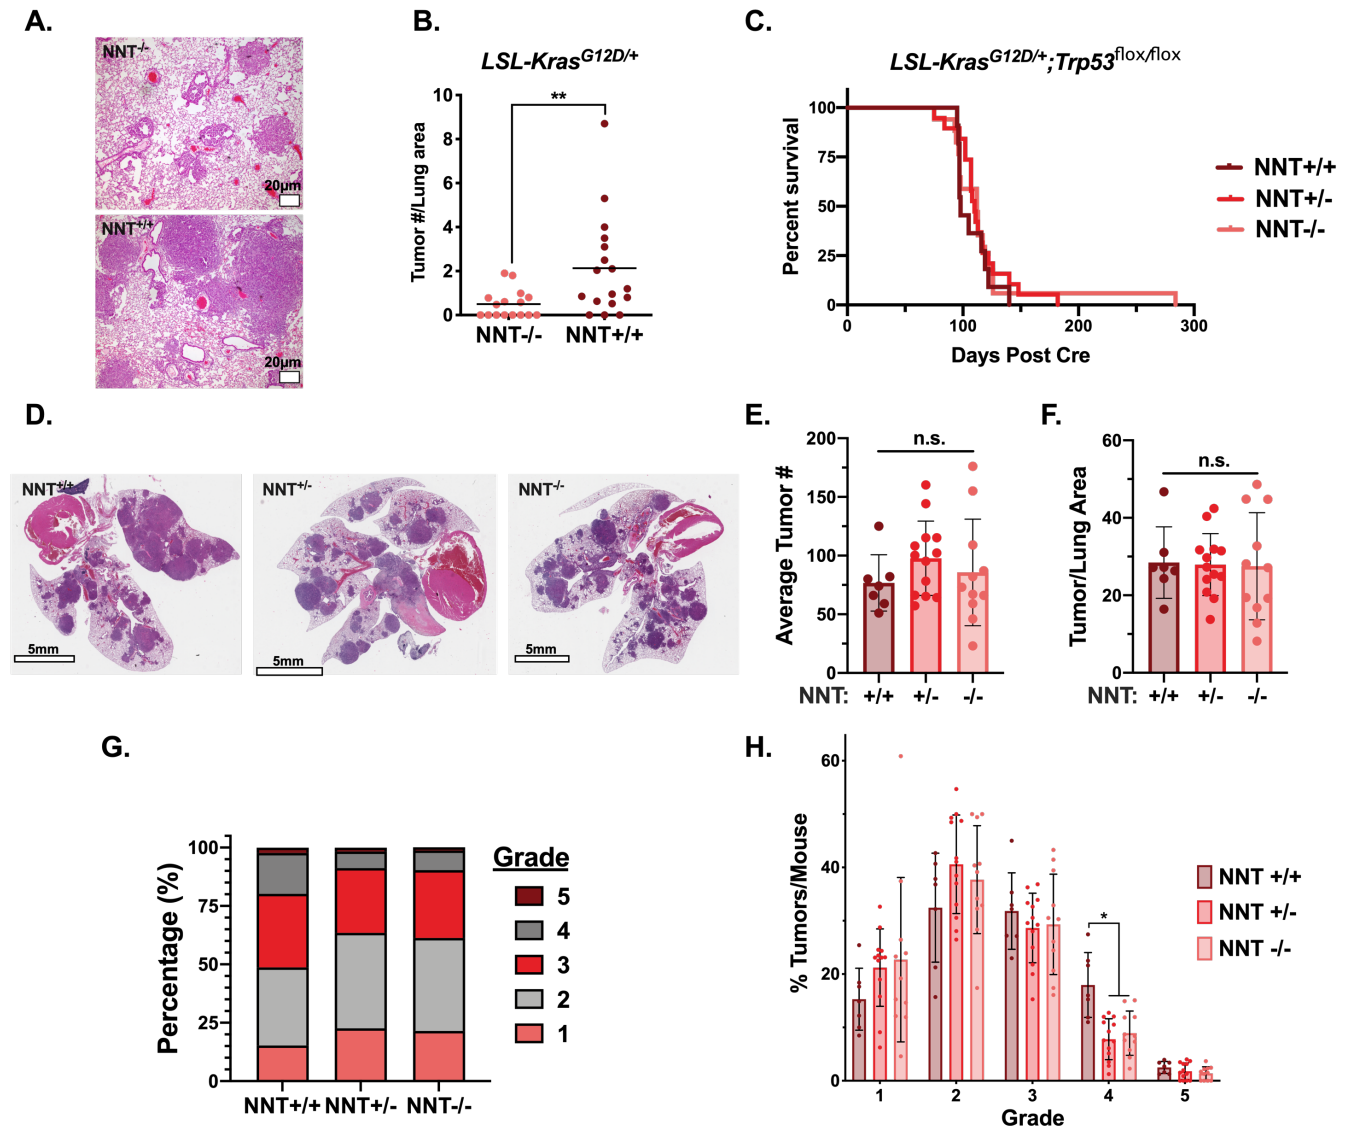 A.
NNT-/-
20μm
NNT+/+
20μm
B.
LSL-KrasG12D/+
**
Tumor #/Lung area
10
8
6
4
2
0
NNT-/- NNT+/+
C.
LSL-KrasG12D/+;Trp53flox/flox
Percent survival
100
75
50
25
0
0 100 200 300
Days Post Cre
NNT+/+
NNT+/-
NNT-/-
D.
NNT+/+
5mm
NNT+/-
5mm
NNT-/-
5mm
E.
n.s.
Average Tumor #
200
150
100
50
0
NNT: +/+ +/- -/-
F.
n.s.
Tumor/Lung Area
60
40
20
0
NNT: +/+ +/- -/-
G.
Percentage (%)
100
75
50
25
0
NNT+/+ NNT+/- NNT-/-
Grade
5
4
3
2
1
H.
% Tumors/Mouse
60
40
20
0
*
1 2 3 4 5
Grade
NNT +/+
NNT +/-
NNT -/-